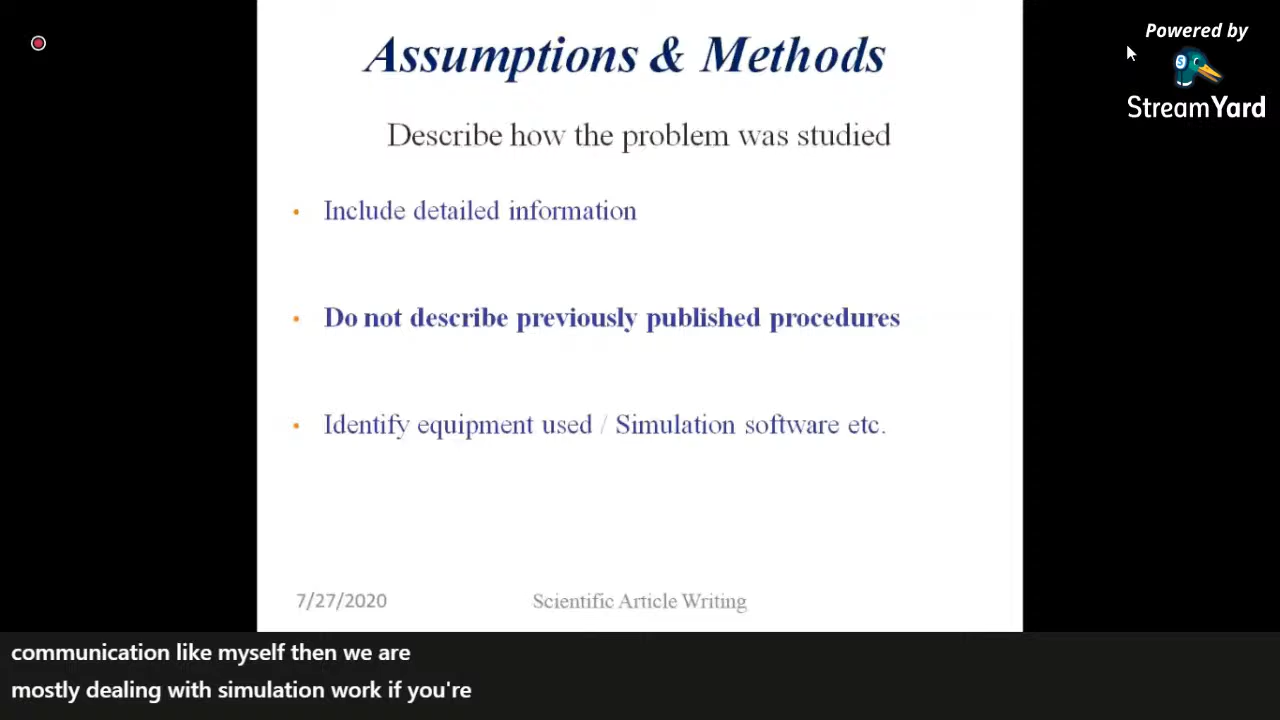 Powered by
StreamYard
Assumptions & Methods
Describe how the problem was studied
• Include detailed information
• Do not describe previously published procedures
• Identify equipment used / Simulation software etc.
7/27/2020
Scientific Article Writing
communication like myself then we are
mostly dealing with simulation work if you're